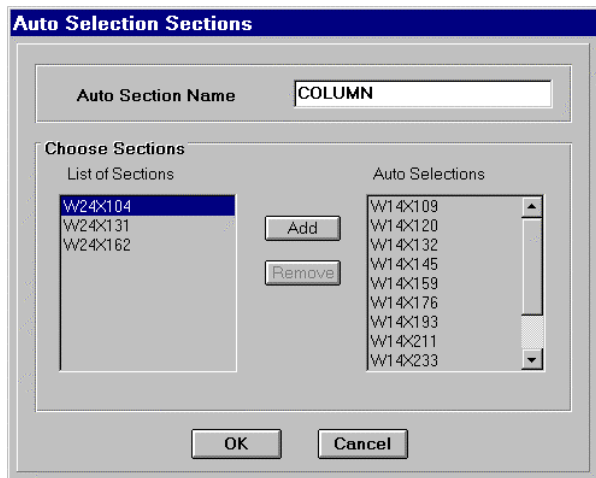 Auto Selection Sections
Auto Section Name
COLUMN
Choose Sections
List of Sections
W24X104
W24X131
W24X162
Add
Remove
Auto Selections
W14X109
W14X120
W14X132
W14X145
W14X159
W14X176
W14X193
W14X211
W14X233
OK
Cancel